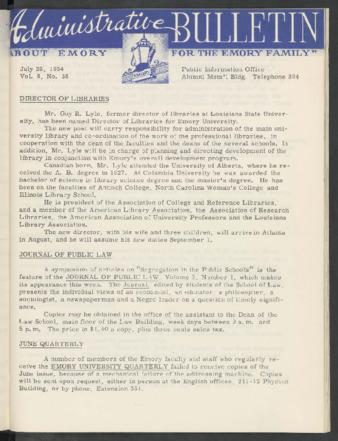 Administrative BULLETIN
ABOUT EMORY FOR THE EMORY FAMILY"
EMORY
July 28, 1954 Public Information Office
Vol. 8, No. 38 Alumni Mem'l Bldg. Telephone 284
DIRECTOR OF LIBRARIES
Mr. Guy R. Lyle, former director of libraries at Louisiana State Univer-
sity, has been named Director of Libraries for Emory University.
The new post will carry responsibility for administration of the main uni-
versity library and co-ordination of the work of the professional libraries, in
cooperation with the dean of the faculties and the deans of the several schools. In
addition, Mr. Lyle will be in charge of planning and directing development of the
library in conjunction with Emory's over-all development program.
Canadian born, Mr. Lyle attended the University of Alberta, where he re-
ceived the A. B. degree in 1927. At Columbia University he was awarded the
bachelor of science in library science degree and the master's degree. He has
been on the faculties of Antioch College, North Carolina Woman's College and
Illinois Library School.
He is president of the Association of College and Reference Libraries,
and a member of the American Library Association, the Association of Research
Libraries, the American Association of University Professors and the Louisiana
Library Association.
The new director, with his wife and three children, will arrive in Atlanta
in August, and he will assume his new duties September 1.
JOURNAL OF PUBLIC LAW
A symposium of articles on "Segregation in the Public Schools" is the
feature of the JOURNAL OF PUBLIC LAW Volume 3, Number 1, which makes
its appearance this week. The Journal, edited by students of the School of Law,
presents the individual views of an economist, an educator, a philosopher, a
sociologist, a newspaperman and a Negro leader on a question of timely signifi-
cance.
Copies may be obtained in the office of the assistant to the Dean of the
Law School, main floor of the Law Building, week days between 9 a. m. and
5 p. m. The price is $1.50 a copy, plus three cents sales tax.
JUNE QUARTERLY
A number of members of the Emory faculty and staff who regularly re-
ceive the EMORY UNIVERSITY QUARTERLY failed to receive copies of the
June issue, because of a mechanical failure of the addressing machine. Copies
will be sent upon request, either in person at the English offices, 211-12 Physics
Building, or by phone, Extension 331.